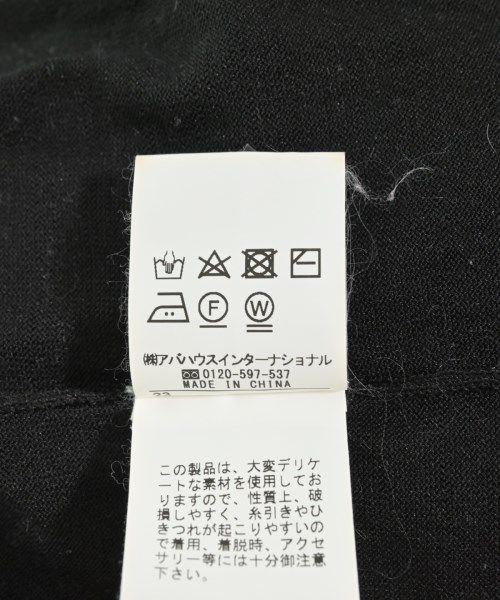 F W
㈱アバハウスインターナショナル
0120-597-537
MADE IN CHINA
この製品は、大変デリケ
ートな素材を使用してお
りますので、性質上、破
損しやすく、糸引きやひ
きつれが起こりやすいの
で着用、着脱時、アクセ
サリー等には十分御注意
下さい。